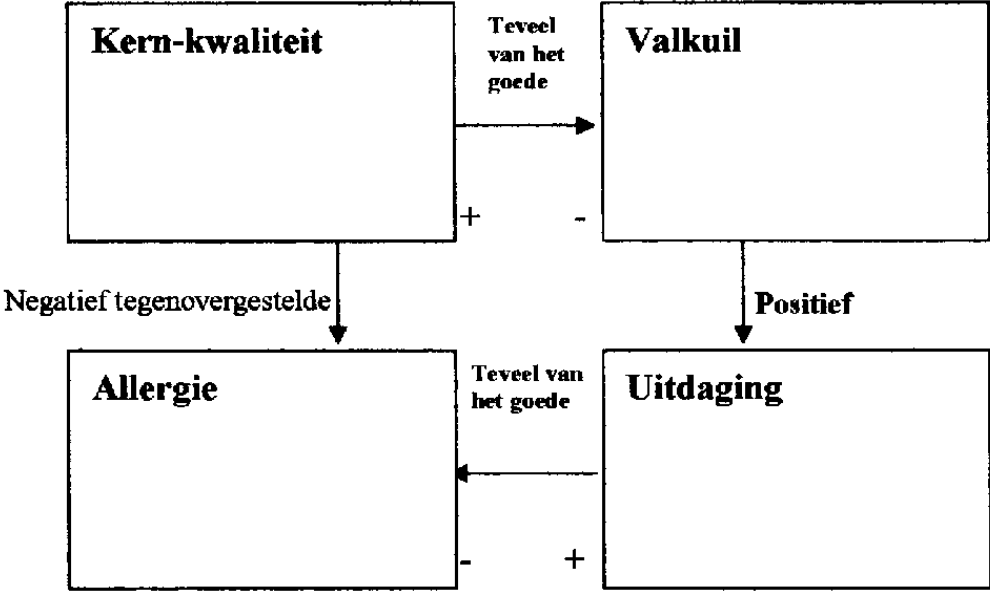 Kern-kwaliteit
Teveel
van het
goede
Valkuil
+
-
Negatief tegenovergestelde
Positief
Allergie
Teveel van
het goede
Uitdaging
-
+